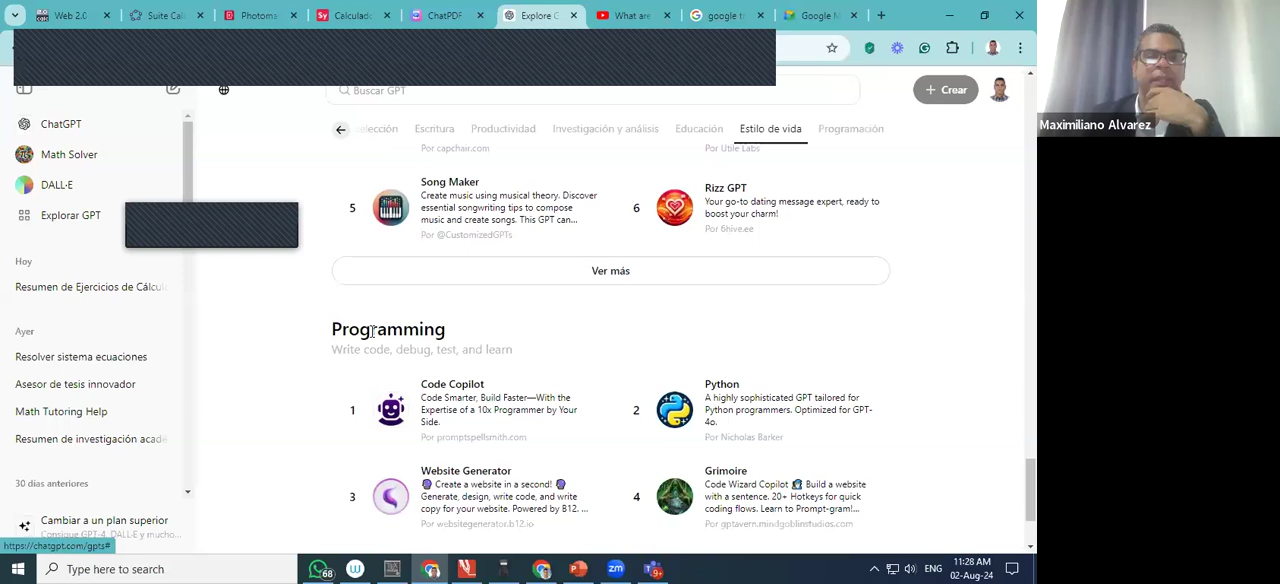 Web 2.0
Suite Cal
Photoma
Calculado
ChatPDF
Explore G
What are
google t
Google M
Buscar GPT
Crear
ChatGPT
Math Solver
DALL·E
Explorar GPT
Hoy
Resumen de Ejercicios de Cálcu
Ayer
Resolver sistema ecuaciones
Asesor de tesis innovador
Math Tutoring Help
Resumen de investigación acade
30 días anteriores
Cambiar a un plan superior
Consigue GPT-4, DALL·E y mucho...
https://chatgpt.com/gpts#
elección
Escritura
Productividad
Investigación y análisis
Educación
Estilo de vida
Programación
Por capchair.com
Por Utile Labs
5
Song Maker
Create music using musical theory. Discover
essential songwriting tips to compose
music and create songs. This GPT can...
Por @CustomizedGPTs
6
Rizz GPT
Your go-to dating message expert, ready to
boost your charm!
Por 6hive.ee
Ver más
Programming
Write code, debug, test, and learn
1
Code Copilot
Code Smarter, Build Faster—With the
Expertise of a 10x Programmer by Your
Side.
Por promptspellsmith.com
2
Python
A highly sophisticated GPT tailored for
Python programmers. Optimized for GPT-
4o.
Por Nicholas Barker
3
Website Generator
Create a website in a second!
Generate, design, write code, and write
copy for your website. Powered by B12. ...
Por websitegenerator.b12.io
4
Grimoire
Code Wizard Copilot Build a website
with a sentence. 20+ Hotkeys for quick
coding flows. Learn to Prompt-gram!...
Por gptavern.mindgoblinstudios.com
Maximiliano Alvarez
Type here to search
68
ENG
11:28 AM
02-Aug-24